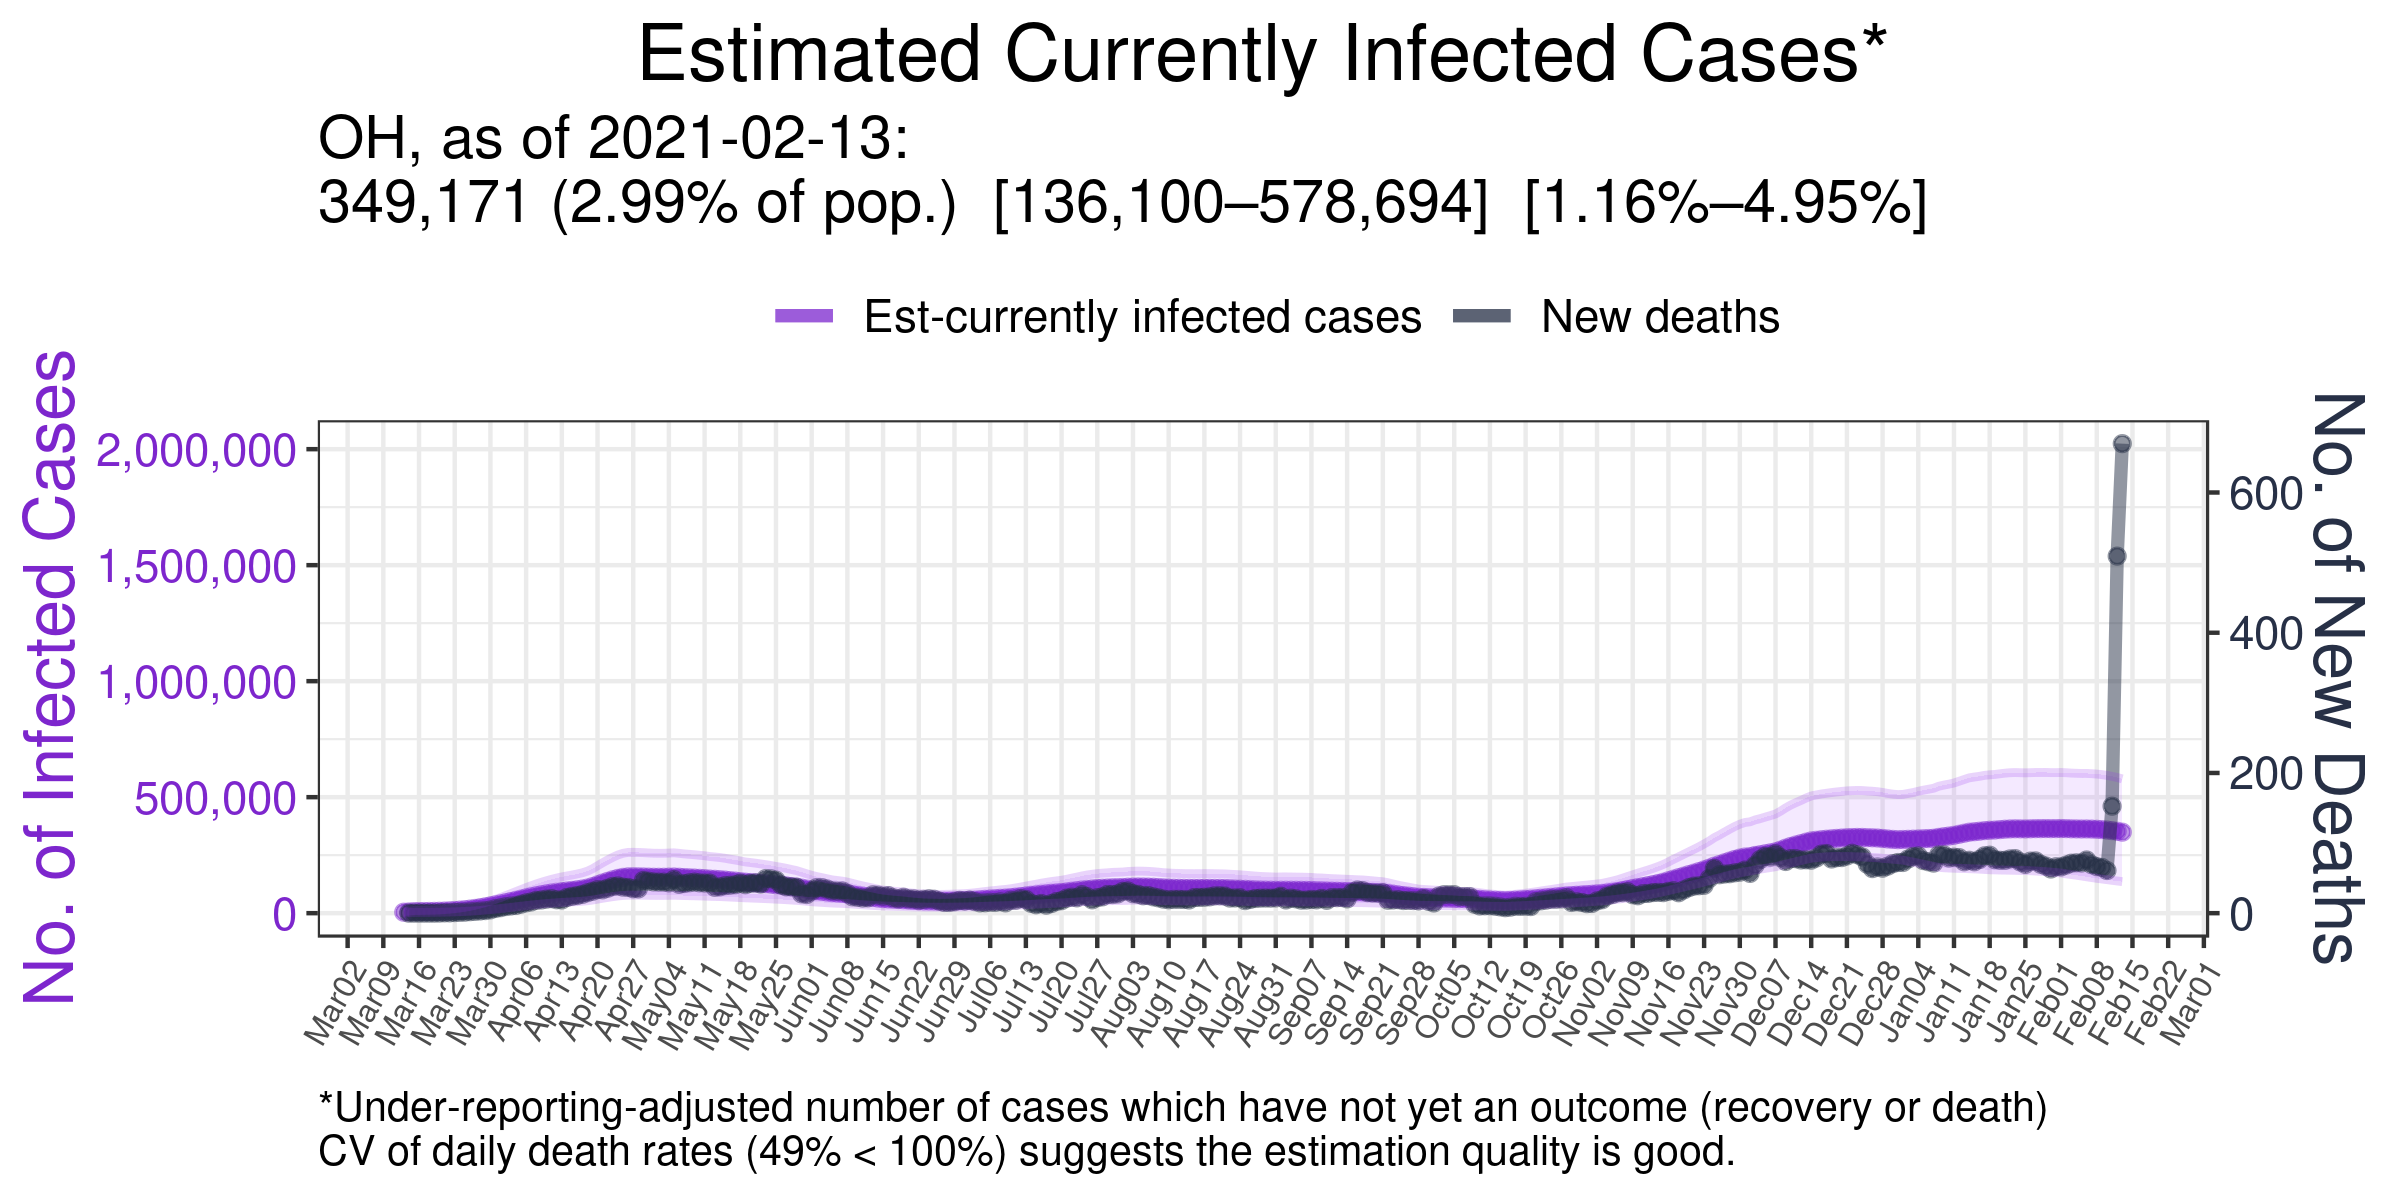 Estimated Currently Infected Cases*
OH, as of 2021-02-13:
349,171 (2.99% of pop.) [136,100–578,694] [1.16%–4.95%]
Est-currently infected cases
New deaths
No. of Infected Cases
2,000,000
1,500,000
1,000,000
500,000
0
600
400
200
0
No. of New Deaths
Mar02
Mar09
Mar16
Mar23
Mar30
Apr06
Apr13
Apr20
Apr27
May04
May11
May18
May25
Jun01
Jun08
Jun15
Jun22
Jun29
Jul06
Jul13
Jul20
Jul27
Aug03
Aug10
Aug17
Aug24
Aug31
Sep07
Sep14
Sep21
Sep28
Oct05
Oct12
Oct19
Oct26
Nov02
Nov09
Nov16
Nov23
Nov30
Dec07
Dec14
Dec21
Dec28
Jan04
Jan11
Jan18
Jan25
Feb01
Feb08
Feb15
Feb22
Mar01
*Under-reporting-adjusted number of cases which have not yet an outcome (recovery or death)
CV of daily death rates (49% < 100%) suggests the estimation quality is good.